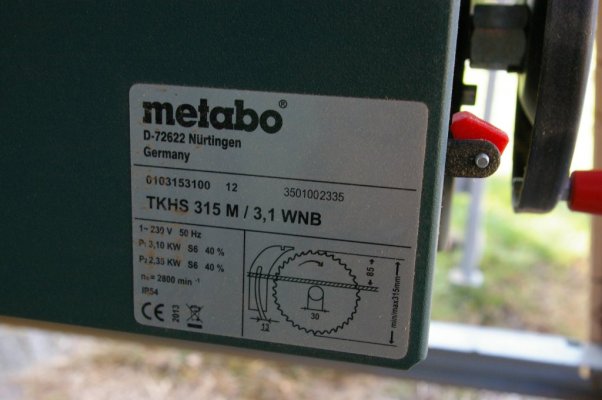 metabo®
D-72622 Nürtingen
Germany
0103153100 12 3501002335
TKHS 315 M / 3,1 WNB
1~ 230 V 50 Hz
P₁ 3,10 KW S6 40 %
P₂ 2,35 KW S6 40 %
n₀ = 2800 min⁻¹
IP54
CE 2013
12
30
85
min/max315mm